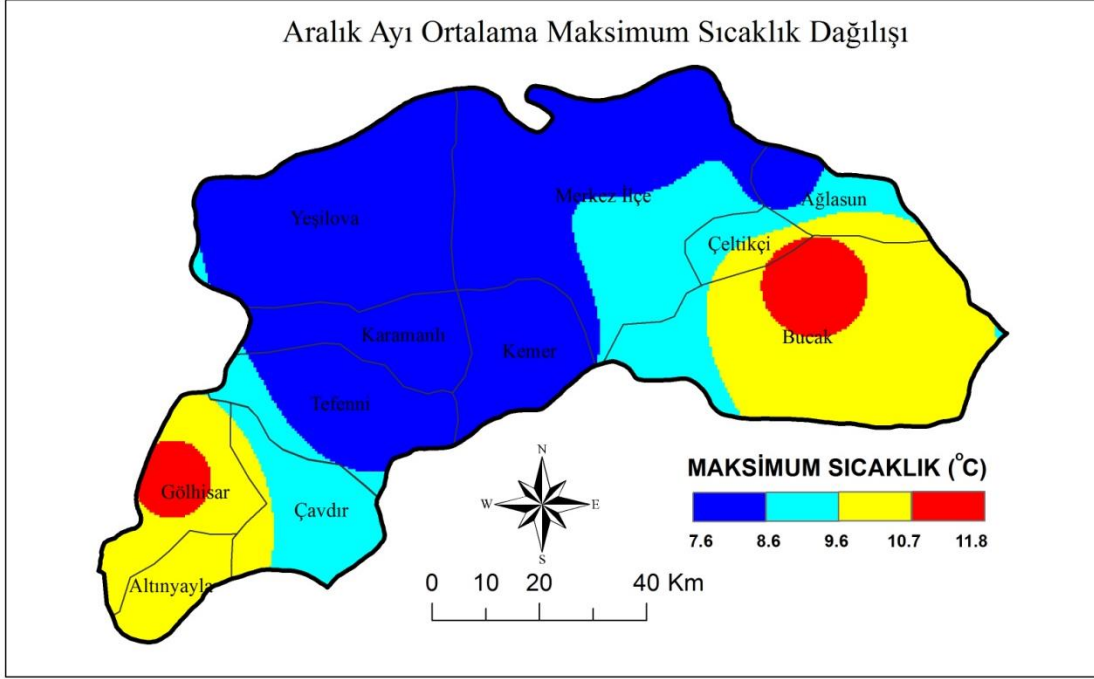 Aralık Ayı Ortalama Maksimum Sıcaklık Dağılışı
Merkez İlçe
Ağlasun
Yeşilova
Çeltikçi
Karamanlı
Kemer
Bucak
Tefenni
N
MAKSİMUM SICAKLIK (°C)
Gölhisar
Çavdır
W E
7.6 8.6 9.6 10.7 11.8
S
Altınyayla
0 10 20 40 Km